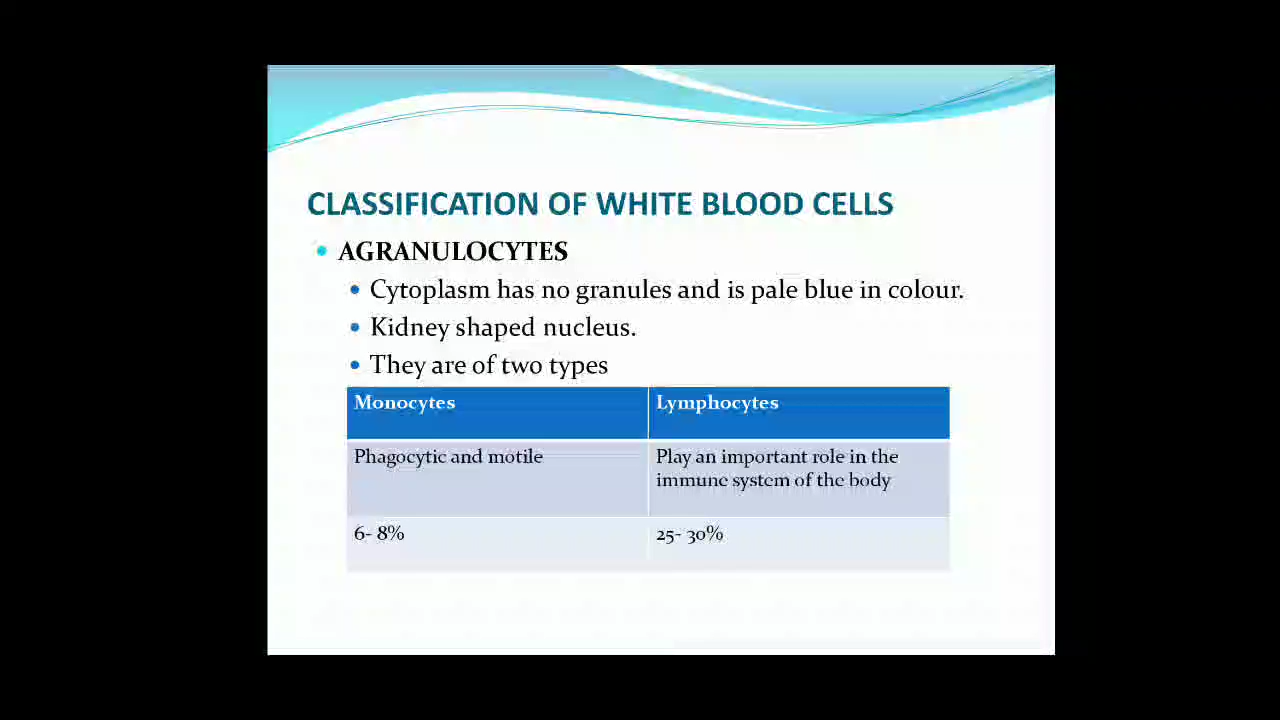 CLASSIFICATION OF WHITE BLOOD CELLS
• AGRANULOCYTES
• Cytoplasm has no granules and is pale blue in colour.
• Kidney shaped nucleus.
• They are of two types
Monocytes Lymphocytes
Phagocytic and motile Play an important role in the
immune system of the body
6- 8% 25- 30%